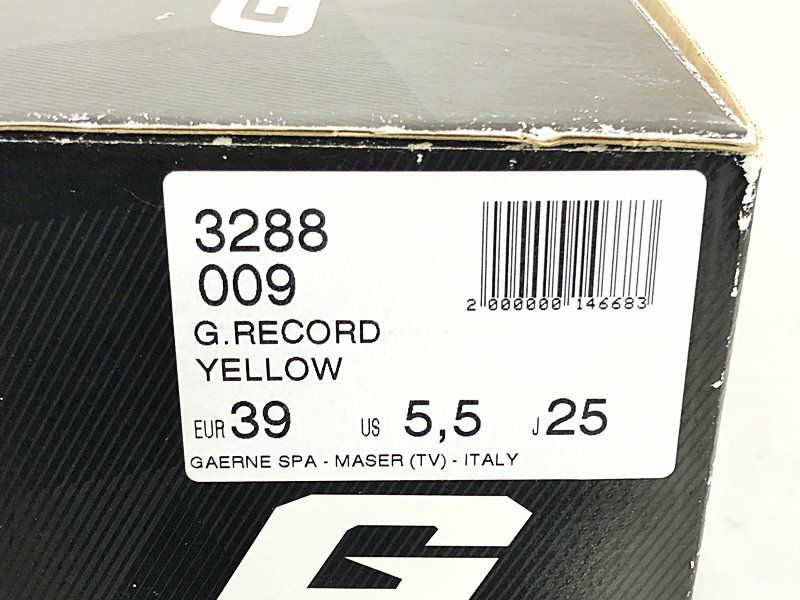 G
3288
009
G.RECORD
YELLOW
2 000000 146683
EUR 39 US 5,5 J 25
GAERNE SPA - MASER (TV) - ITALY
G